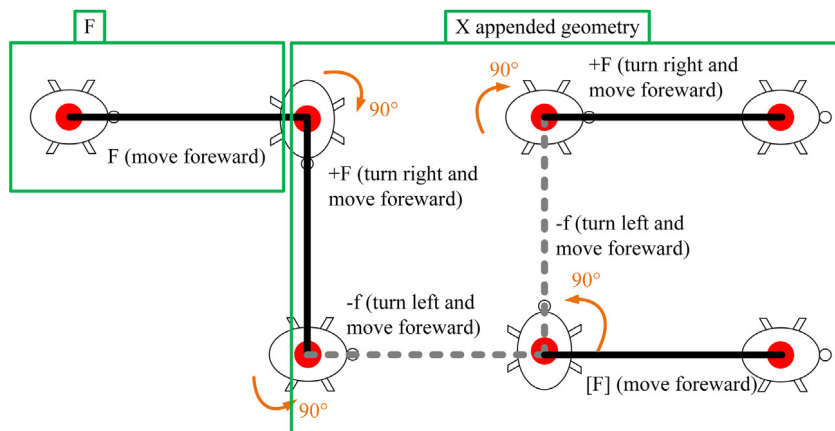 F
X appended geometry
90°
90°
+F (turn right and
move foreward)
F (move foreward)
+F (turn right and
move foreward)
-f (turn left and
move foreward)
90°
-f (turn left and
move foreward)
[F] (move foreward)
90°